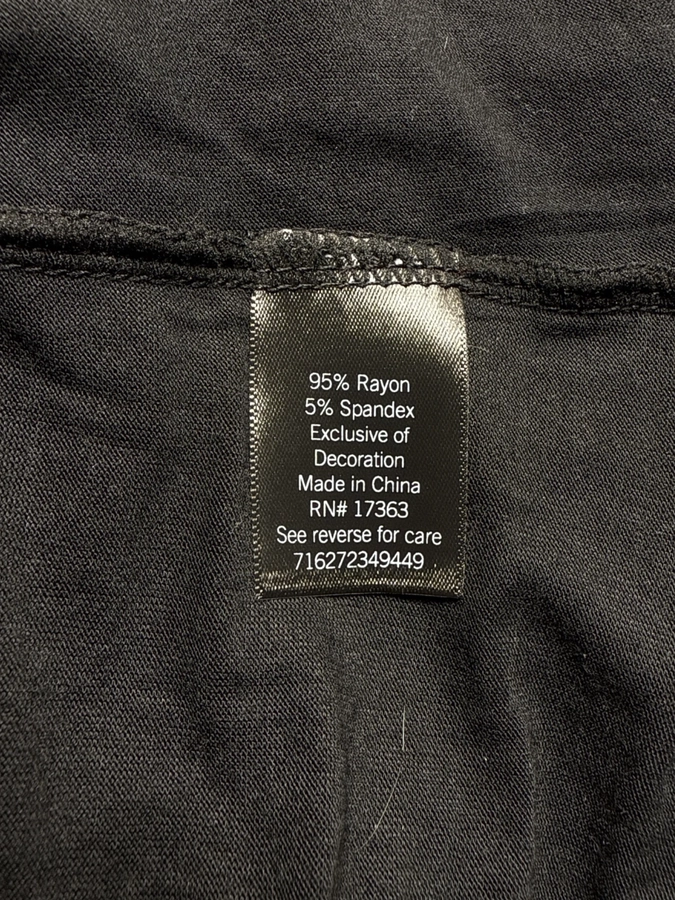 95% Rayon
5% Spandex
Exclusive of
Decoration
Made in China
RN# 17363
See reverse for care
716272349449